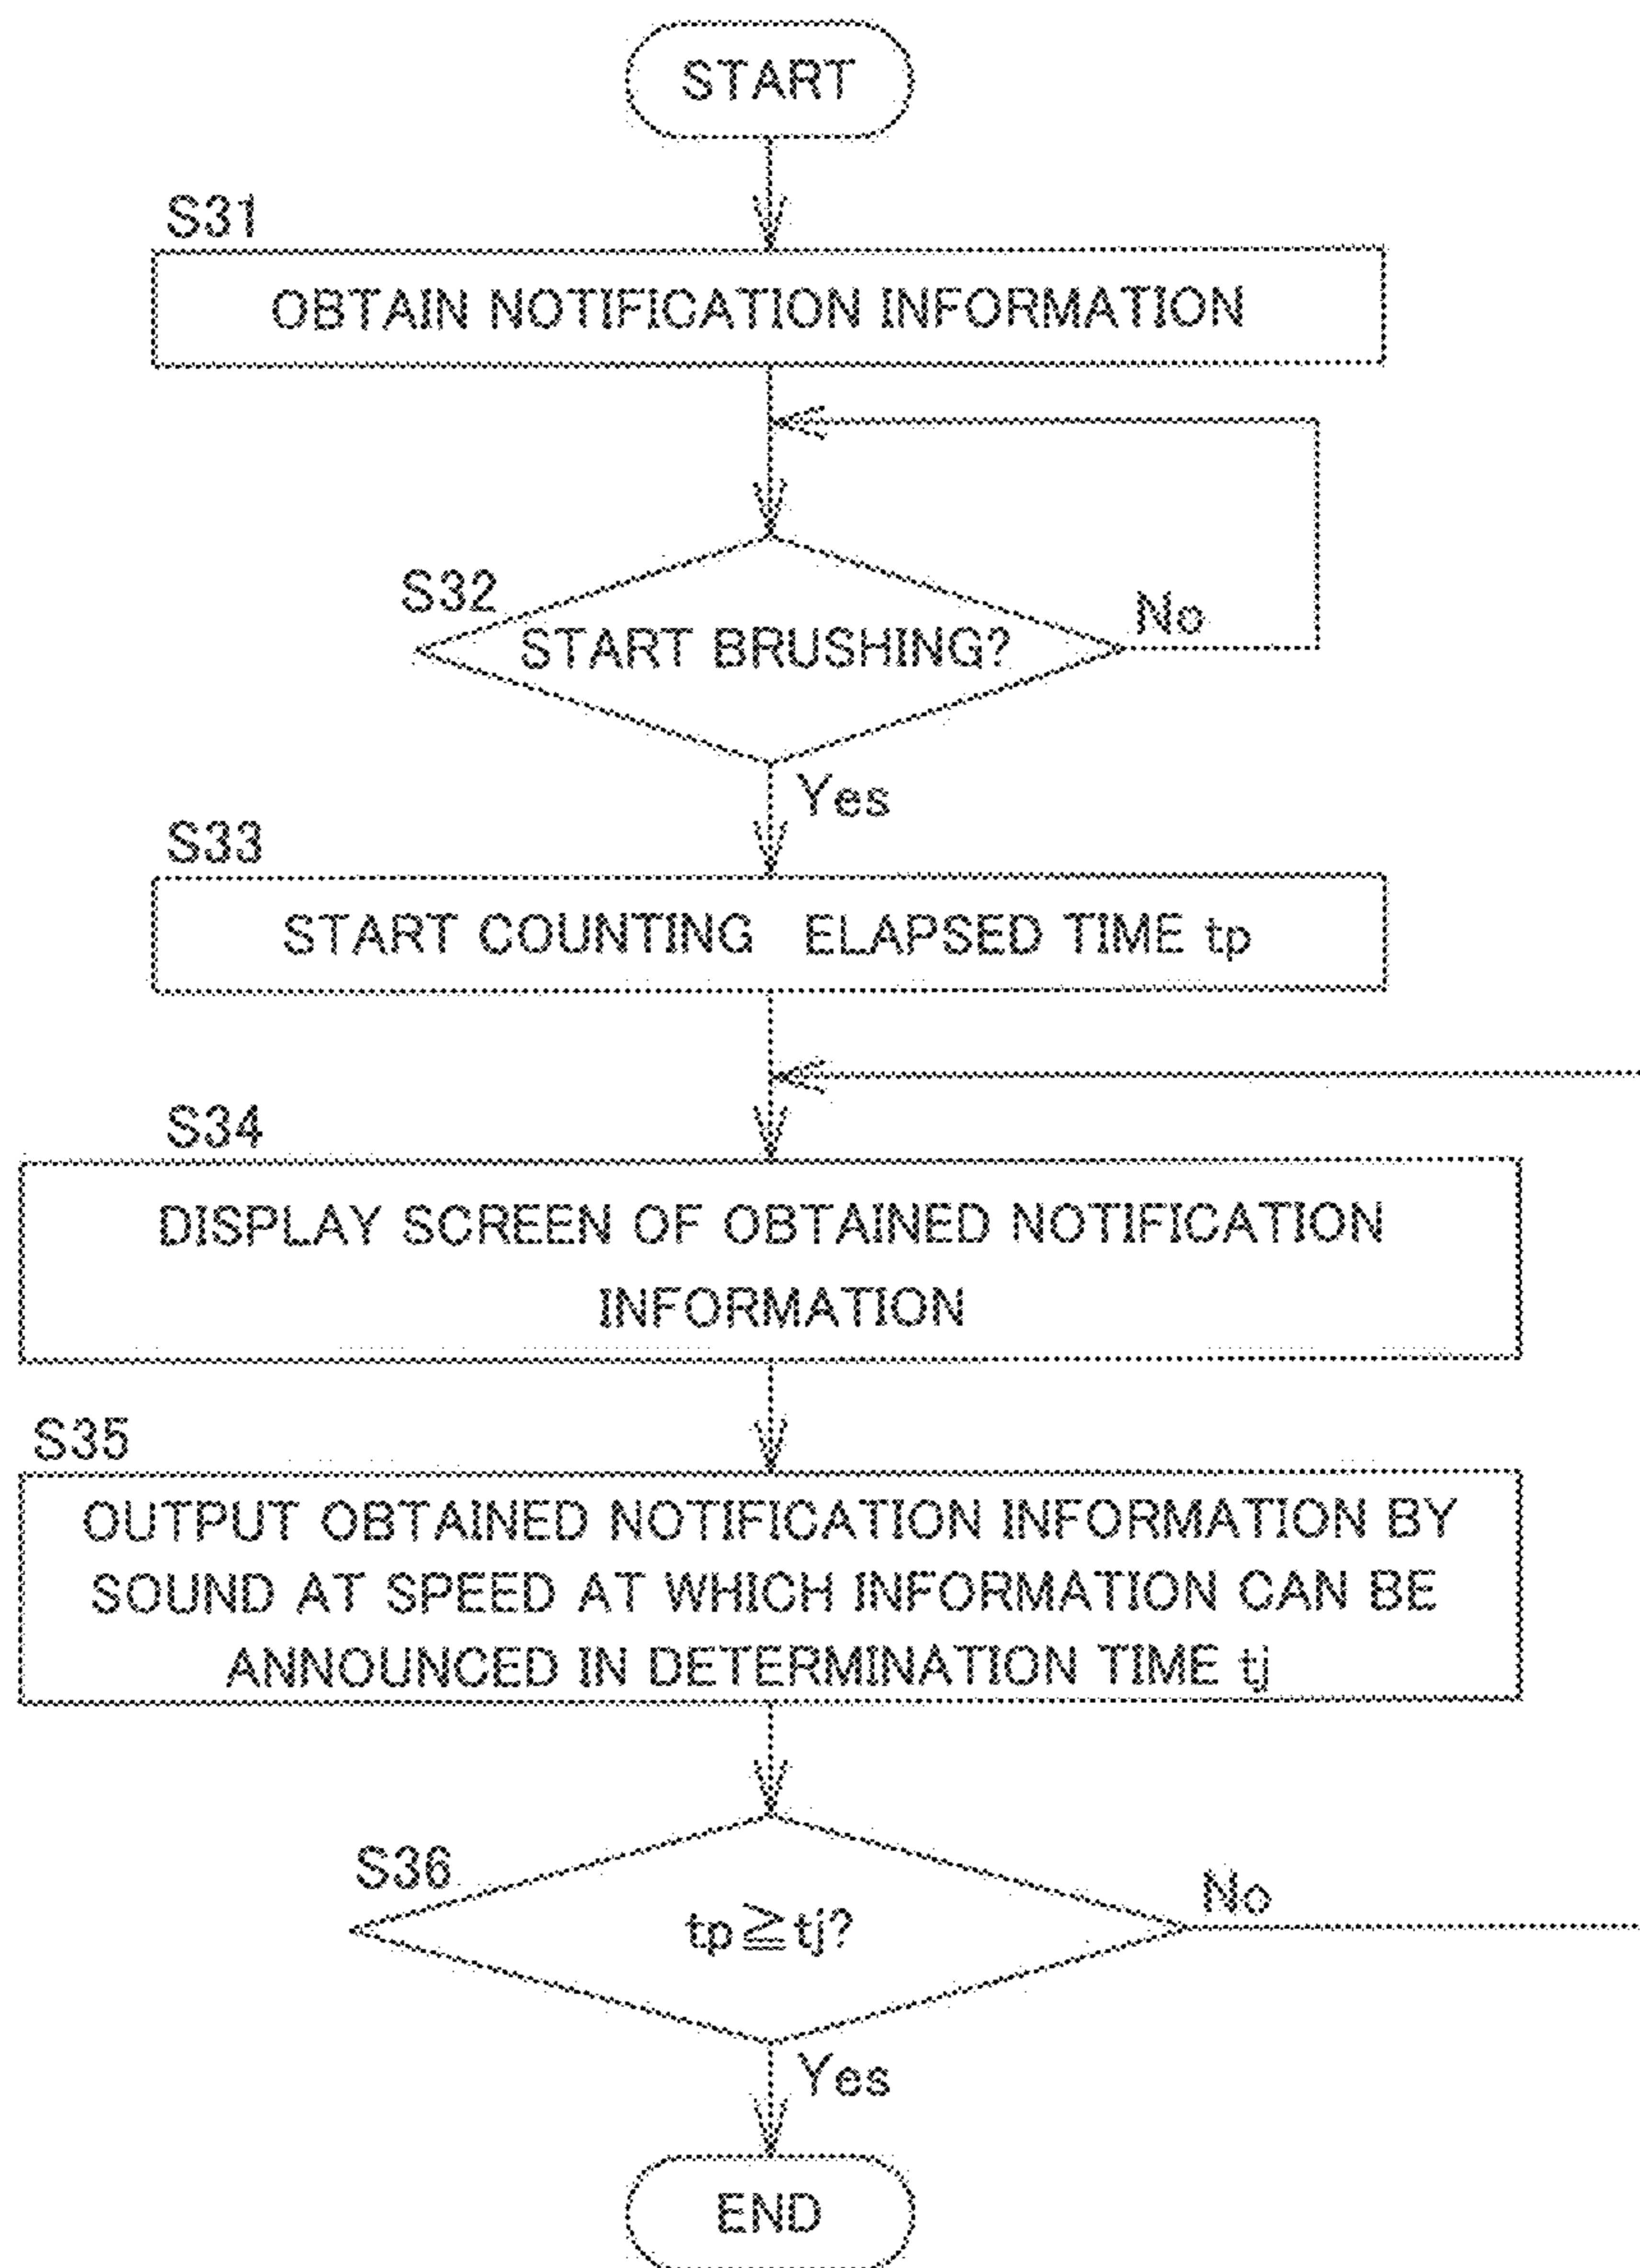 START
S31
OBTAIN NOTIFICATION INFORMATION
S32
START BRUSHING?
No
Yes
S33
START COUNTING ELAPSED TIME tp
S34
DISPLAY SCREEN OF OBTAINED NOTIFICATION
INFORMATION
S35
OUTPUT OBTAINED NOTIFICATION INFORMATION BY
SOUND AT SPEED AT WHICH INFORMATION CAN BE
ANNOUNCED IN DETERMINATION TIME tj
S36
tp≧tj?
No
Yes
END